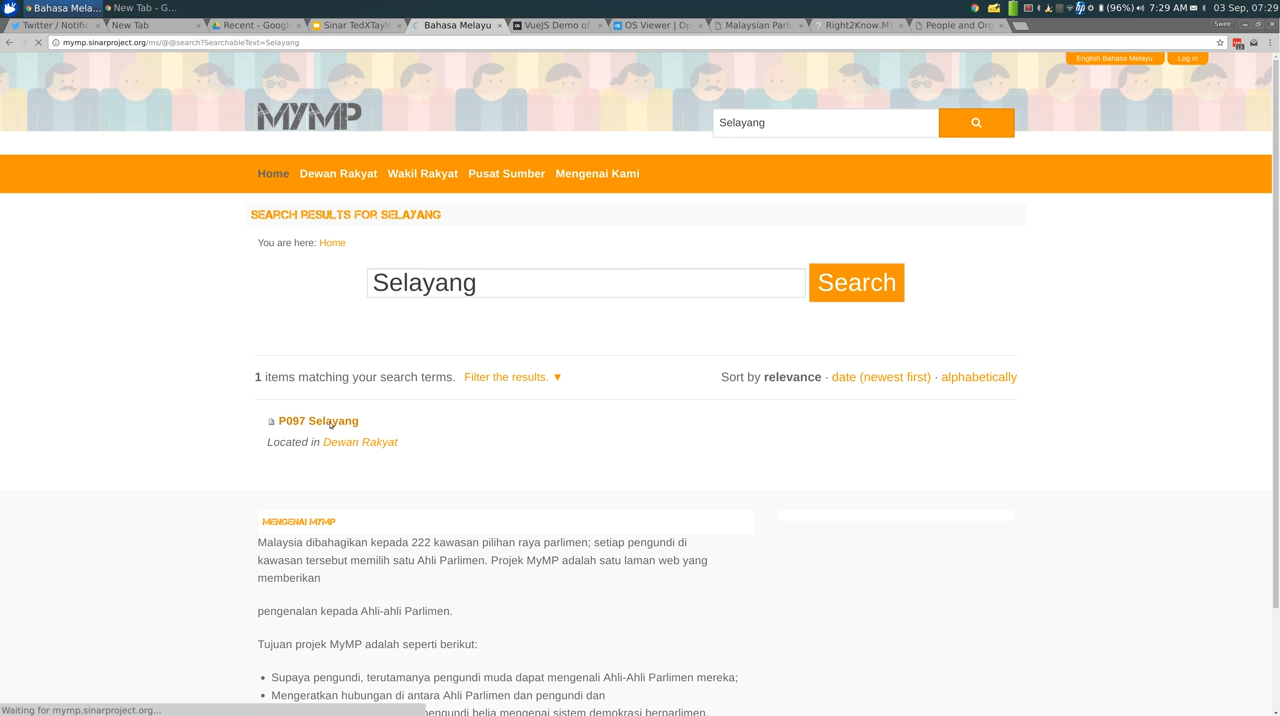 Bahasa Mela...
New Tab - G...
(96%)
7:29 AM
Swee
03 Sep, 07:29
Twitter / Notific
New Tab
Recent - Google
Sinar TedXTaylo
Bahasa Melayu
VueJS Demo of
OS Viewer | Op
Malaysian Parli
Right2Know.M
People and Org
mymp.sinarproject.org/ms/@@search?SearchableText=Selayang
English Bahasa Melayu
Log in
MYMP
Selayang
Home
Dewan Rakyat
Wakil Rakyat
Pusat Sumber
Mengenai Kami
SEARCH RESULTS FOR SELAYANG
You are here: Home
Selayang
Search
1 items matching your search terms. Filter the results. ▼
Sort by relevance · date (newest first) · alphabetically
P097 Selayang
Located in Dewan Rakyat
MENGENAI MYMP
Malaysia dibahagikan kepada 222 kawasan pilihan raya parlimen; setiap pengundi di
kawasan tersebut memilih satu Ahli Parlimen. Projek MyMP adalah satu laman web yang
memberikan
pengenalan kepada Ahli-ahli Parlimen.
Tujuan projek MyMP adalah seperti berikut:
• Supaya pengundi, terutamanya pengundi muda dapat mengenali Ahli-Ahli Parlimen mereka;
• Mengeratkan hubungan di antara Ahli Parlimen dan pengundi dan
pengundi belia mengenai sistem demokrasi berparlimen.
Waiting for mymp.sinarproject.org...